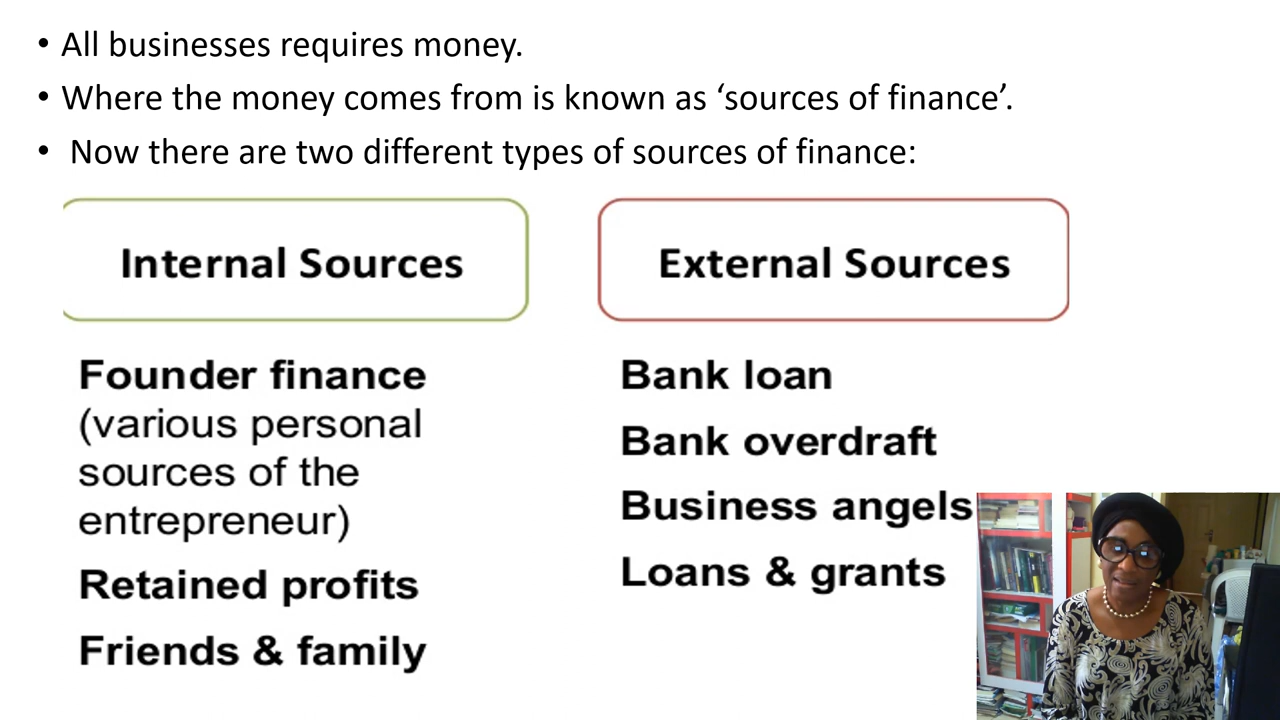 • All businesses requires money.
• Where the money comes from is known as ‘sources of finance’.
• Now there are two different types of sources of finance:
Internal Sources
Founder finance
(various personal
sources of the
entrepreneur)
Retained profits
Friends & family
External Sources
Bank loan
Bank overdraft
Business angels
Loans & grants